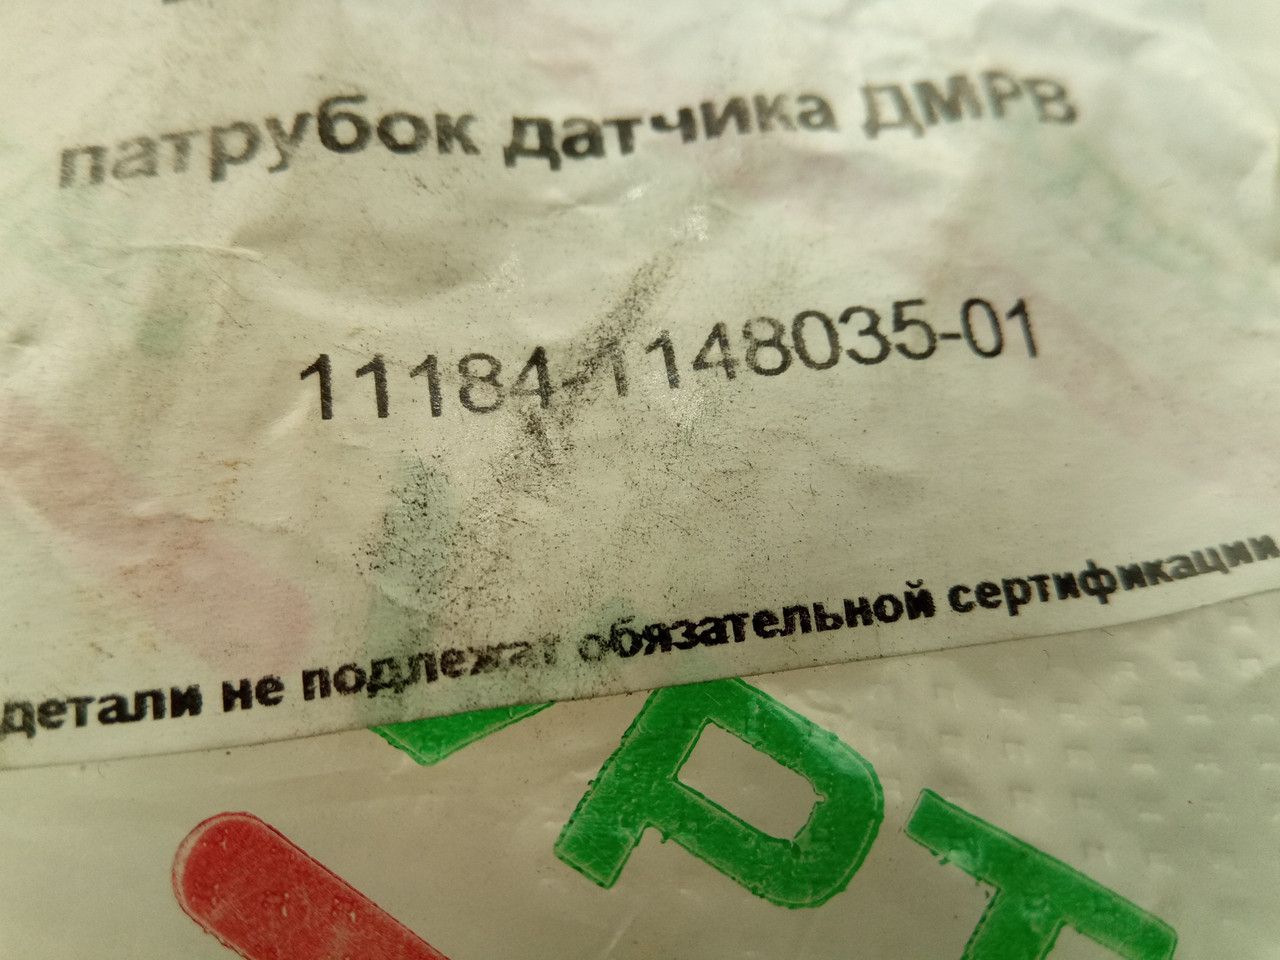 патрубок датчика ДМРВ
11184-1148035-01
детали не подлежат обязательной сертификации